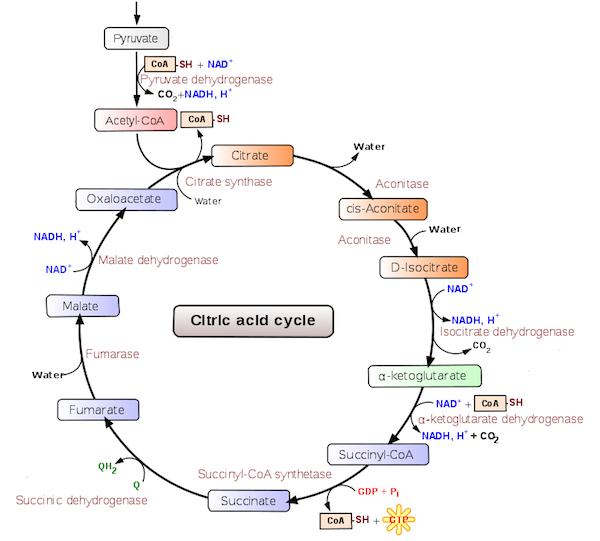 Pyruvate
CoA -SH + NAD+
Pyruvate dehydrogenase
CO2+NADH, H+
Acetyl-CoA
CoA -SH
Citrate
Water
Citrate synthase
Water
Aconitase
cis-Aconitate
Aconitase
Water
D-Isocitrate
NAD+
NADH, H+
Isocitrate dehydrogenase
CO2
α-ketoglutarate
NAD+ + CoA -SH
α-ketoglutarate dehydrogenase
NADH, H+ + CO2
Succinyl-CoA
Succinyl-CoA synthetase
GDP + Pi
CoA -SH + GTP
Succinate
Succinic dehydrogenase
Q
QH2
Fumarate
Water
Fumarase
Malate
NAD+
Malate dehydrogenase
NADH, H+
Oxaloacetate
Citric acid cycle